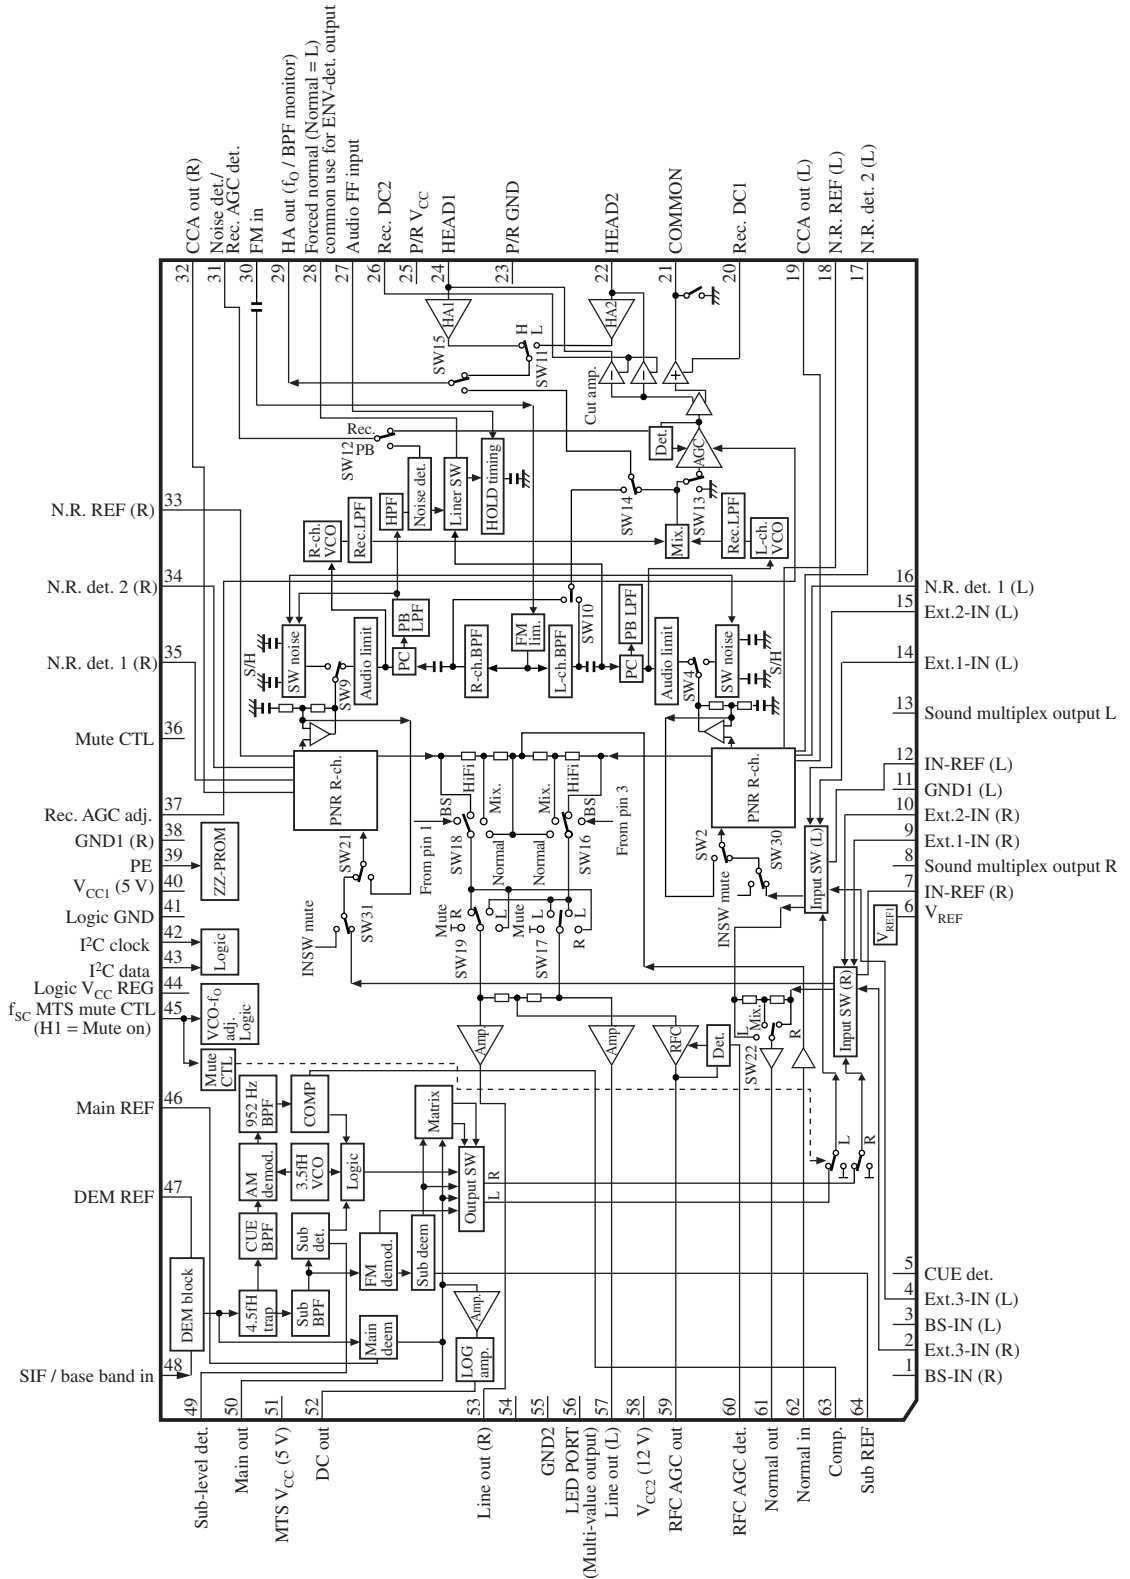 32 CCA out (R)
31 Noise det./
Rec. AGC det.
30 FM in
29 HA out (fO / BPF monitor)
28 Forced normal (Normal = L)
common use for ENV-det. output
27 Audio FF input
26 Rec. DC2
25 P/R VCC
24 HEAD1
23 P/R GND
22 HEAD2
21 COMMON
20 Rec. DC1
19 CCA out (L)
18 N.R. REF (L)
17 N.R. det. 2 (L)
N.R. REF (R) 33
N.R. det. 2 (R) 34
N.R. det. 1 (R) 35
Mute CTL 36
Rec. AGC adj. 37
GND1 (R) 38
PE 39
VCC1 (5 V) 40
Logic GND 41
I2C clock 42
I2C data 43
Logic VCC REG 44
fSC MTS mute CTL 45
(H1 = Mute on)
Main REF 46
DEM REF 47
SIF / base band in 48
16 N.R. det. 1 (L)
15 Ext.2-IN (L)
14 Ext.1-IN (L)
13 Sound multiplex output L
12 IN-REF (L)
11 GND1 (L)
10 Ext.2-IN (R)
9 Ext.1-IN (R)
8 Sound multiplex output R
7 IN-REF (R)
6 VREF
5 CUE det.
4 Ext.3-IN (L)
3 BS-IN (L)
2 Ext.3-IN (R)
1 BS-IN (R)
49 Sub-level det.
50 Main out
51 MTS VCC (5 V)
52 DC out
53 Line out (R)
54
55 GND2
56 LED PORT
(Multi-value output)
57 Line out (L)
58 VCC2 (12 V)
59 RFC AGC out
60 RFC AGC det.
61 Normal out
62 Normal in
63 Comp.
64 Sub REF
HA1
HA2
SW15
H
L
SW11
Cut amp.
−
−
+
Rec.
PB
SW12
Det.
AGC
Noise det.
Liner SW
HOLD timing
HPF
R-ch.
VCO
Rec.LPF
SW14
SW13
Mix.
Rec.LPF
L-ch.
VCO
S/H
SW noise
SW9
Audio limit
PC
PB
LPF
R-ch.BPF
FM
lim.
L-ch.BPF
SW10
PC
PB LPF
Audio limit
SW4
SW noise
S/H
PNR R-ch.
PNR R-ch.
HiFi
Mix.
Mix.
HiFi
BS
BS
From pin 1
SW18
Normal
Normal
SW16
From pin 3
SW21
SW31
INSW mute
SW2
SW30
INSW mute
Mute
R
L
SW19
Mute
L
L
R
SW17
Input SW (L)
Input SW (R)
VREF1
ZZ-PROM
Logic
VCO-fO
adj.
Logic
Mute
CTL
Amp.
Amp.
RFC
Det.
L
Mix.
R
SW22
952 Hz
BPF
COMP
AM
demod.
3.5fH
VCO
Logic
CUE
BPF
Sub
det.
4.5fH
trap
Sub
BPF
DEM block
FM
demod.
Sub deem
Main
deem
Matrix
Output SW
R
L
Amp.
LOG
amp.
L
R